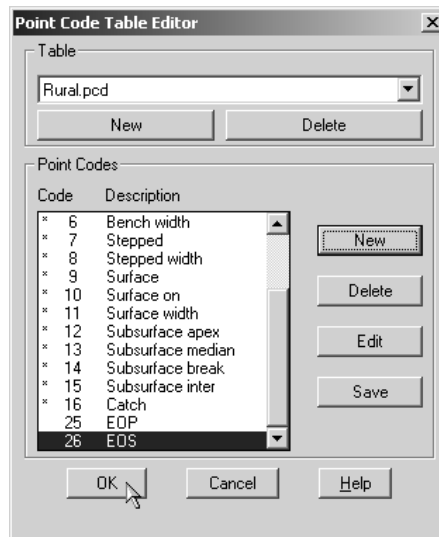 Point Code Table Editor
Table
Rural.pcd
New Delete
Point Codes
Code Description
* 6 Bench width
* 7 Stepped
* 8 Stepped width
* 9 Surface
* 10 Surface on
* 11 Surface width
* 12 Subsurface apex
* 13 Subsurface median
* 14 Subsurface break
* 15 Subsurface inter
* 16 Catch
25 EOP
26 EOS
New
Delete
Edit
Save
OK Cancel Help